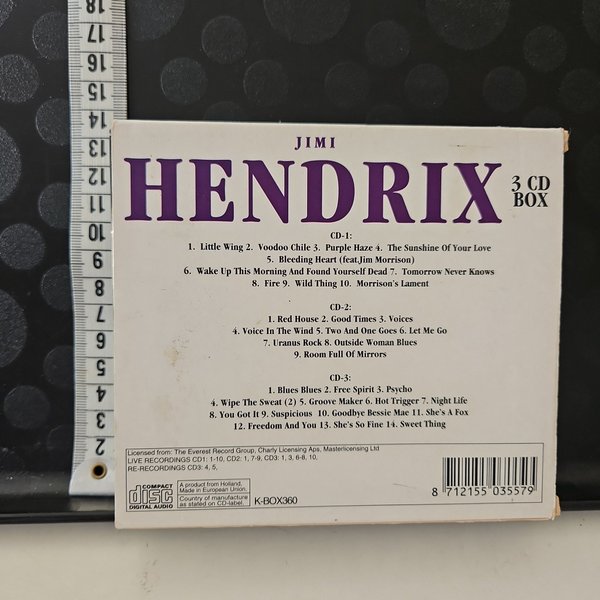 JIMI
HENDRIX
3 CD
BOX
CD-1:
1. Little Wing 2. Voodoo Chile 3. Purple Haze 4. The Sunshine Of Your Love
5. Bleeding Heart (feat.Jim Morrison)
6. Wake Up This Morning And Found Yourself Dead 7. Tomorrow Never Knows
8. Fire 9. Wild Thing 10. Morrison's Lament
CD-2:
1. Red House 2. Good Times 3. Voices
4. Voice In The Wind 5. Two And One Goes 6. Let Me Go
7. Uranus Rock 8. Outside Woman Blues
9. Room Full Of Mirrors
CD-3:
1. Blues Blues 2. Free Spirit 3. Psycho
4. Wipe The Sweat (2) 5. Groove Maker 6. Hot Trigger 7. Night Life
8. You Got It 9. Suspicious 10. Goodbye Bessie Mae 11. She's A Fox
12. Freedom And You 13. She's So Fine 14. Sweet Thing
Licensed from: The Everest Record Group, Charly Licensing Aps, Masterlicensing Ltd
LIVE RECORDINGS CD1: 1-10, CD2: 1, 7-9, CD3: 1, 3, 6-8, 10,
RE-RECORDINGS CD3: 4, 5,
COMPACT
disc
DIGITAL AUDIO
A product from Holland,
Made in European Union,
Country of manufacture
as stated on CD-label.
K-BOX360
8 712155 035579
18
17
16
15
14
13
12
11
10
9
8
7
6
5
4
3
2